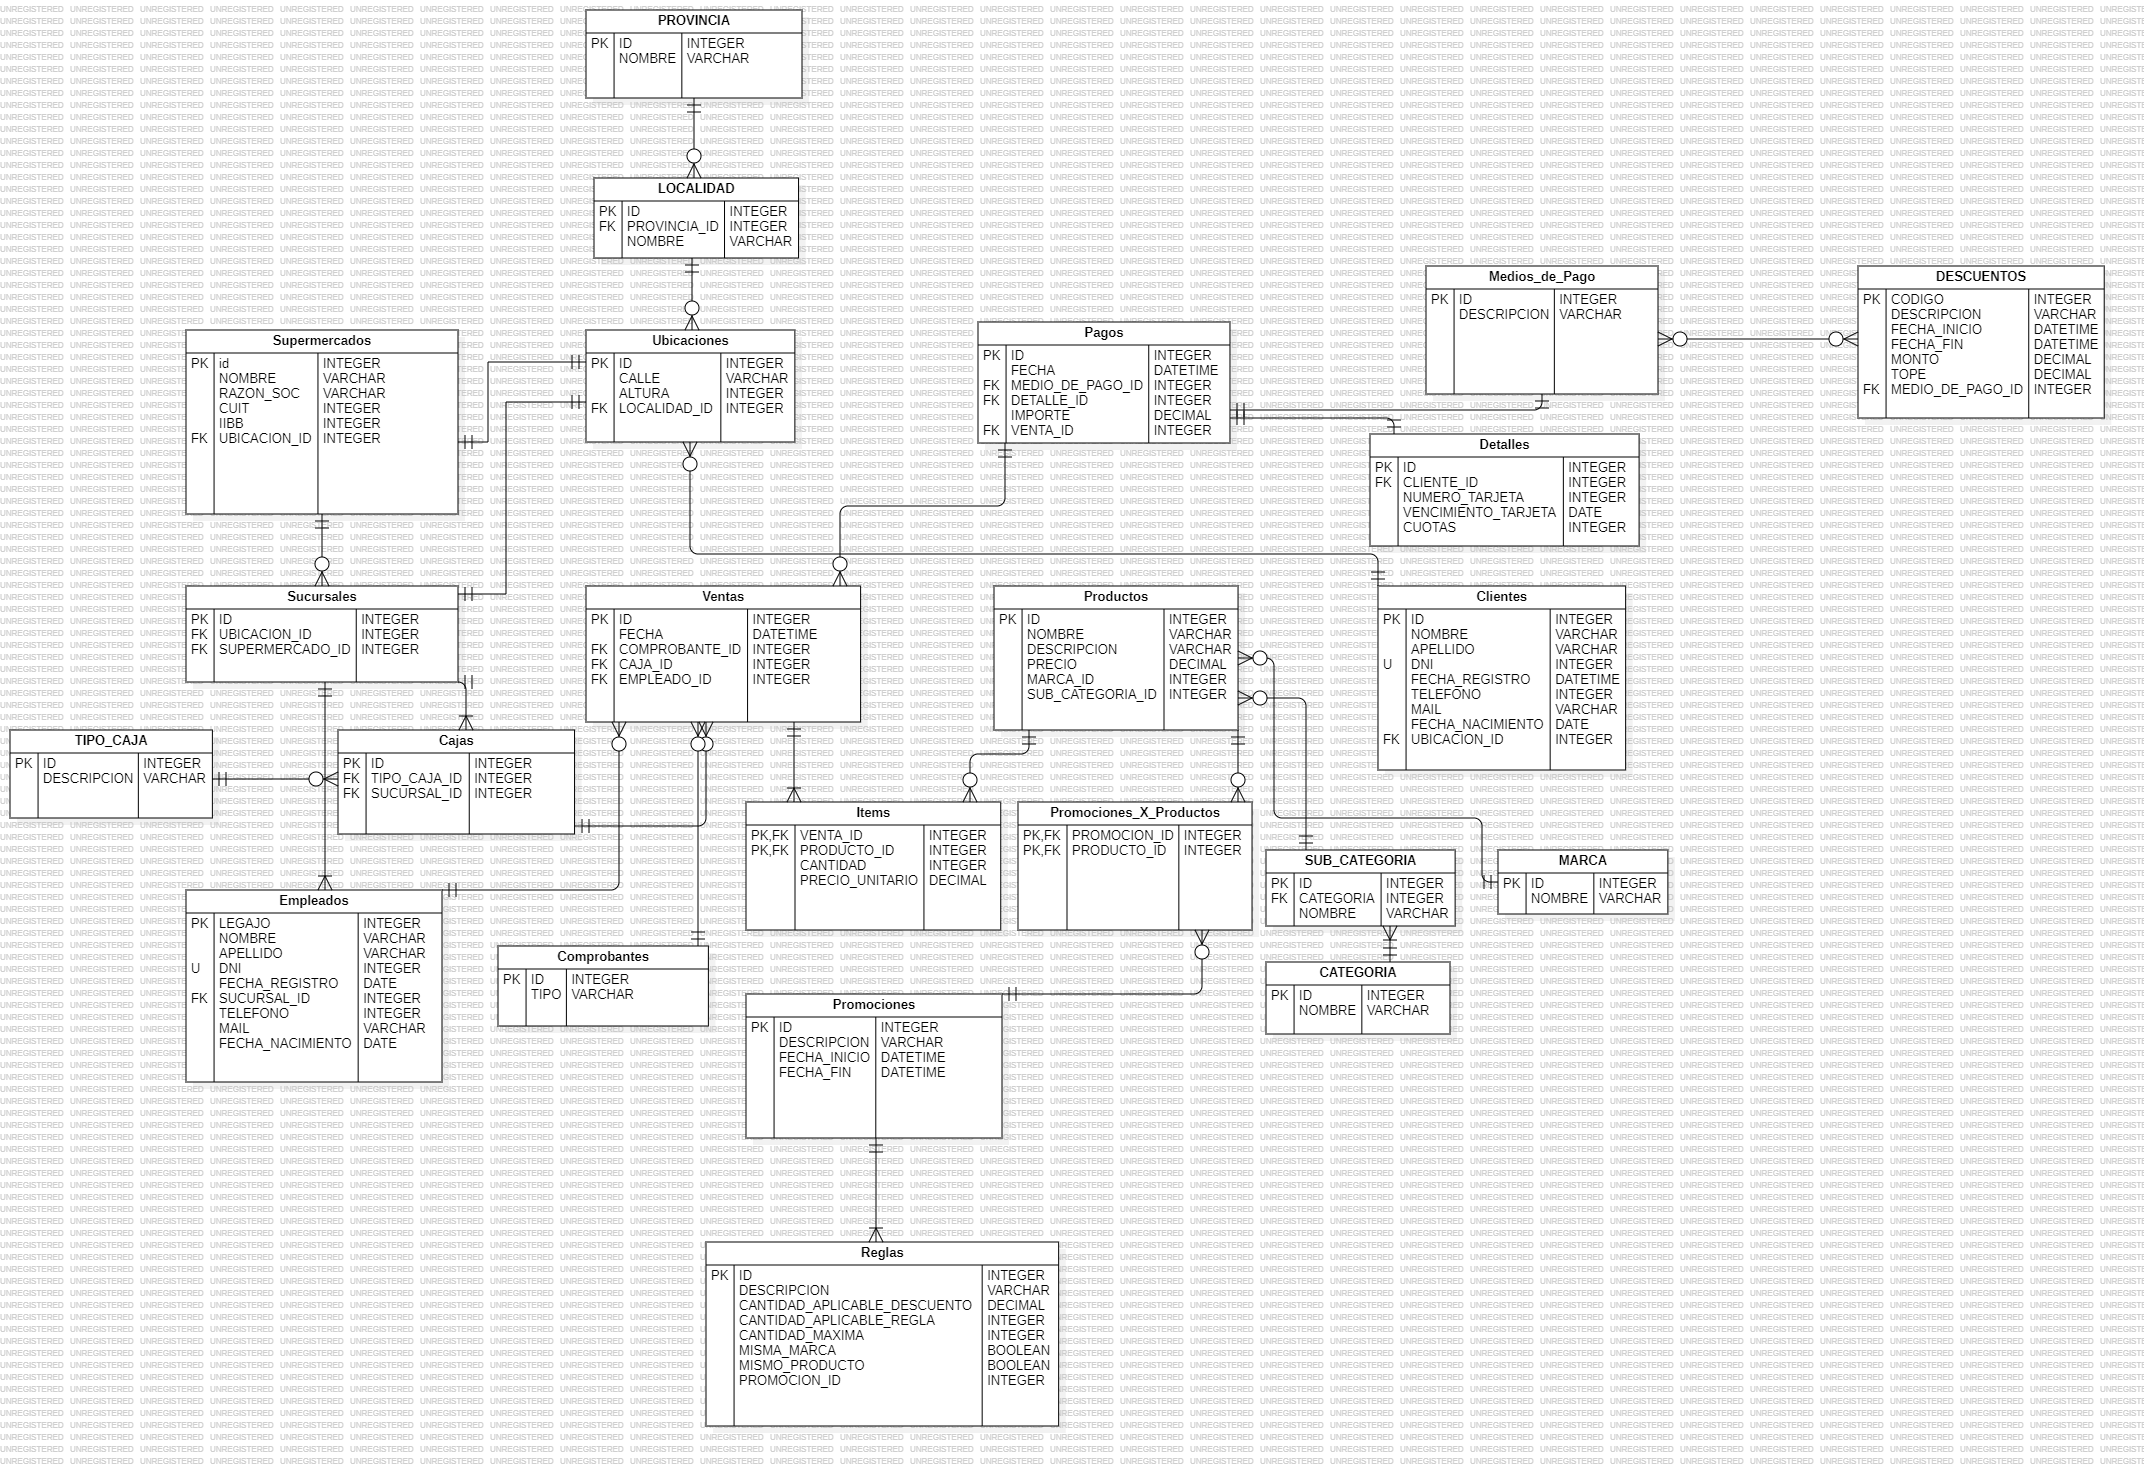 PROVINCIA
PK ID INTEGER
NOMBRE VARCHAR
LOCALIDAD
PK ID INTEGER
FK PROVINCIA_ID INTEGER
NOMBRE VARCHAR
Medios_de_Pago
PK ID INTEGER
DESCRIPCION VARCHAR
DESCUENTOS
PK CODIGO INTEGER
DESCRIPCION VARCHAR
FECHA_INICIO DATETIME
FECHA_FIN DATETIME
MONTO DECIMAL
TOPE DECIMAL
FK MEDIO_DE_PAGO_ID INTEGER
Supermercados
PK id INTEGER
NOMBRE VARCHAR
RAZON_SOC VARCHAR
CUIT INTEGER
IIBB INTEGER
FK UBICACION_ID INTEGER
Ubicaciones
PK ID INTEGER
CALLE VARCHAR
ALTURA INTEGER
FK LOCALIDAD_ID INTEGER
Pagos
PK ID INTEGER
FECHA DATETIME
FK MEDIO_DE_PAGO_ID INTEGER
FK DETALLE_ID INTEGER
IMPORTE DECIMAL
FK VENTA_ID INTEGER
Detalles
PK ID INTEGER
FK CLIENTE_ID INTEGER
NUMERO_TARJETA INTEGER
VENCIMIENTO_TARJETA DATE
CUOTAS INTEGER
Sucursales
PK ID INTEGER
FK UBICACION_ID INTEGER
FK SUPERMERCADO_ID INTEGER
Ventas
PK ID INTEGER
FECHA DATETIME
FK COMPROBANTE_ID INTEGER
FK CAJA_ID INTEGER
FK EMPLEADO_ID INTEGER
Productos
PK ID INTEGER
NOMBRE VARCHAR
DESCRIPCION VARCHAR
PRECIO DECIMAL
MARCA_ID INTEGER
SUB_CATEGORIA_ID INTEGER
Clientes
PK ID INTEGER
NOMBRE VARCHAR
APELLIDO VARCHAR
U DNI INTEGER
FECHA_REGISTRO DATETIME
TELEFONO INTEGER
MAIL VARCHAR
FECHA_NACIMIENTO DATE
FK UBICACION_ID INTEGER
TIPO_CAJA
PK ID INTEGER
DESCRIPCION VARCHAR
Cajas
PK ID INTEGER
FK TIPO_CAJA_ID INTEGER
FK SUCURSAL_ID INTEGER
Items
PK,FK VENTA_ID INTEGER
PK,FK PRODUCTO_ID INTEGER
CANTIDAD INTEGER
PRECIO_UNITARIO DECIMAL
Promociones_X_Productos
PK,FK PROMOCION_ID INTEGER
PK,FK PRODUCTO_ID INTEGER
SUB_CATEGORIA
PK ID INTEGER
FK CATEGORIA INTEGER
NOMBRE VARCHAR
MARCA
PK ID INTEGER
NOMBRE VARCHAR
Empleados
PK LEGAJO INTEGER
NOMBRE VARCHAR
APELLIDO VARCHAR
U DNI INTEGER
FECHA_REGISTRO DATE
FK SUCURSAL_ID INTEGER
TELEFONO INTEGER
MAIL VARCHAR
FECHA_NACIMIENTO DATE
Comprobantes
PK ID INTEGER
TIPO VARCHAR
CATEGORIA
PK ID INTEGER
NOMBRE VARCHAR
Promociones
PK ID INTEGER
DESCRIPCION VARCHAR
FECHA_INICIO DATETIME
FECHA_FIN DATETIME
Reglas
PK ID INTEGER
DESCRIPCION VARCHAR
CANTIDAD_APLICABLE_DESCUENTO DECIMAL
CANTIDAD_APLICABLE_REGLA INTEGER
CANTIDAD_MAXIMA INTEGER
MISMA_MARCA BOOLEAN
MISMO_PRODUCTO BOOLEAN
PROMOCION_ID INTEGER
UNREGISTERED